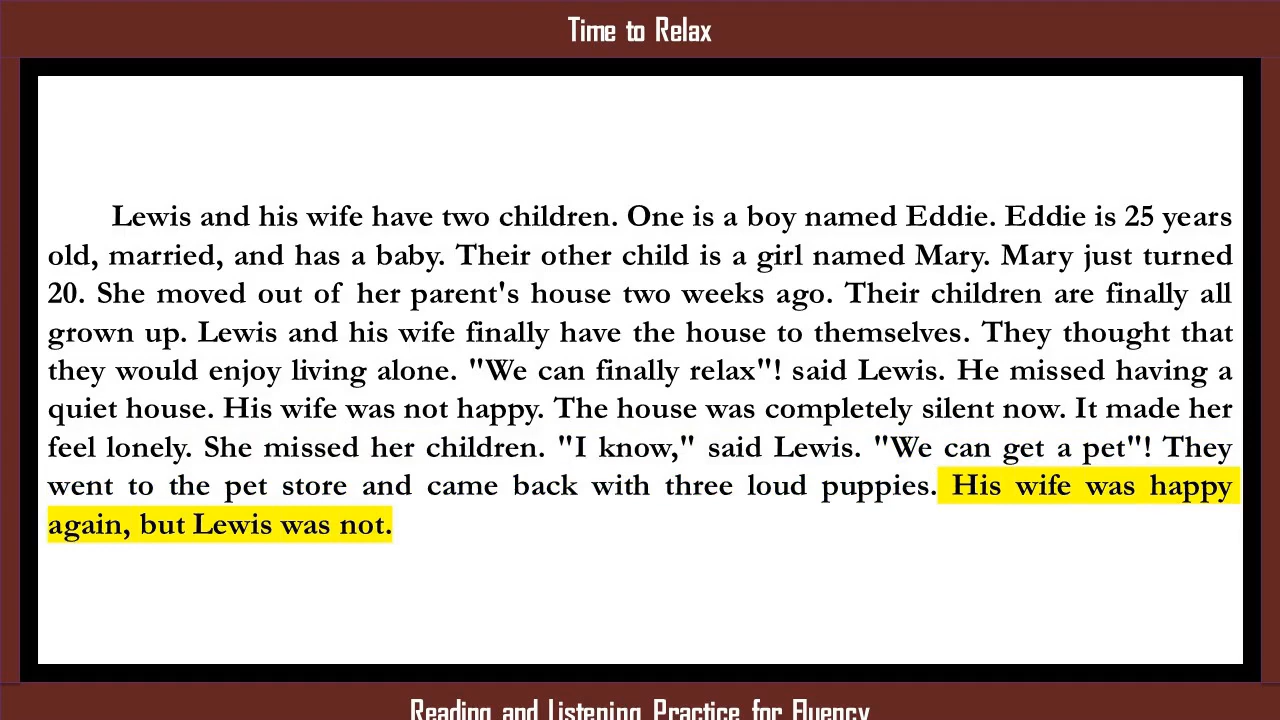 Time to Relax
Lewis and his wife have two children. One is a boy named Eddie. Eddie is 25 years
old, married, and has a baby. Their other child is a girl named Mary. Mary just turned
20. She moved out of her parent's house two weeks ago. Their children are finally all
grown up. Lewis and his wife finally have the house to themselves. They thought that
they would enjoy living alone. "We can finally relax"! said Lewis. He missed having a
quiet house. His wife was not happy. The house was completely silent now. It made her
feel lonely. She missed her children. "I know," said Lewis. "We can get a pet"! They
went to the pet store and came back with three loud puppies. His wife was happy
again, but Lewis was not.
Reading and Listening Practice for Fluency